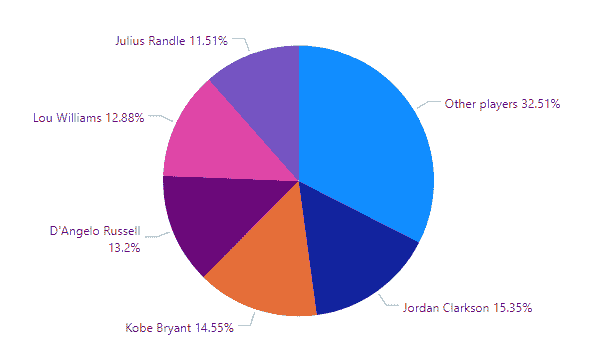 Julius Randle 11.51%
Other players 32.51%
Lou Williams 12.88%
D'Angelo Russell
13.2%
Jordan Clarkson 15.35%
Kobe Bryant 14.55%